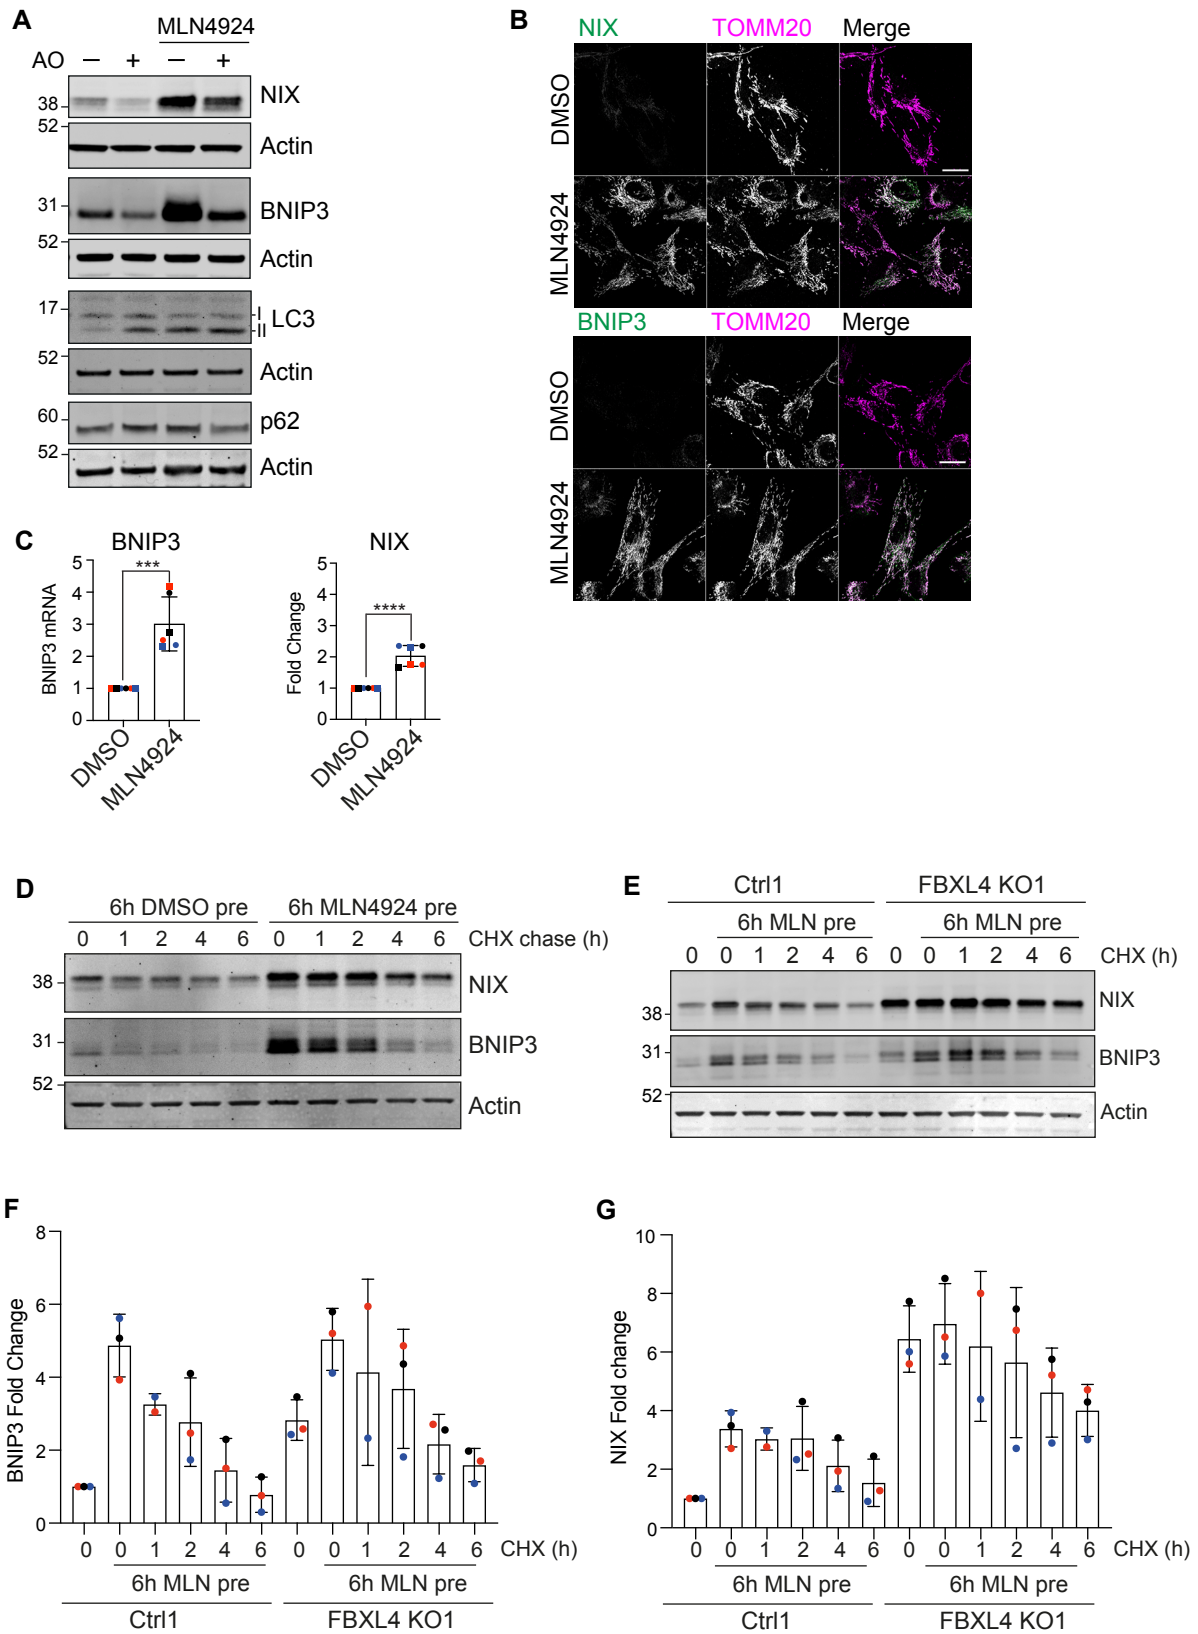 A
MLN4924
AO – + – +
38
NIX
52
Actin
31
BNIP3
52
Actin
17
-I
LC3
-II
52
Actin
60
p62
52
Actin
B
NIX TOMM20 Merge
DMSO
MLN4924
BNIP3 TOMM20 Merge
DMSO
MLN4924
C
BNIP3
BNIP3 mRNA
5
4
3
2
1
0
***
DMSO
MLN4924
NIX
Fold Change
5
4
3
2
1
0
****
DMSO
MLN4924
D
6h DMSO pre 6h MLN4924 pre
0 1 2 4 6 0 1 2 4 6 CHX chase (h)
38
NIX
31
BNIP3
52
Actin
E
Ctrl1 FBXL4 KO1
6h MLN pre 6h MLN pre
0 0 1 2 4 6 0 0 1 2 4 6 CHX (h)
38
NIX
31
BNIP3
52
Actin
F
BNIP3 Fold Change
8
6
4
2
0
0 0 1 2 4 6 0 0 1 2 4 6 CHX (h)
6h MLN pre 6h MLN pre
Ctrl1 FBXL4 KO1
G
NIX Fold change
10
8
6
4
2
0
0 0 1 2 4 6 0 0 1 2 4 6 CHX (h)
6h MLN pre 6h MLN pre
Ctrl1 FBXL4 KO1